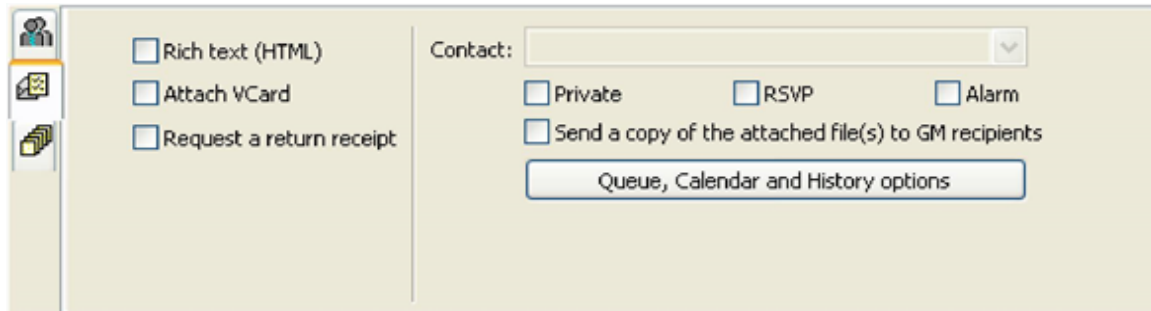 Rich text (HTML)
Attach VCard
Request a return receipt
Contact:
Private RSVP Alarm
Send a copy of the attached file(s) to GM recipients
Queue, Calendar and History options